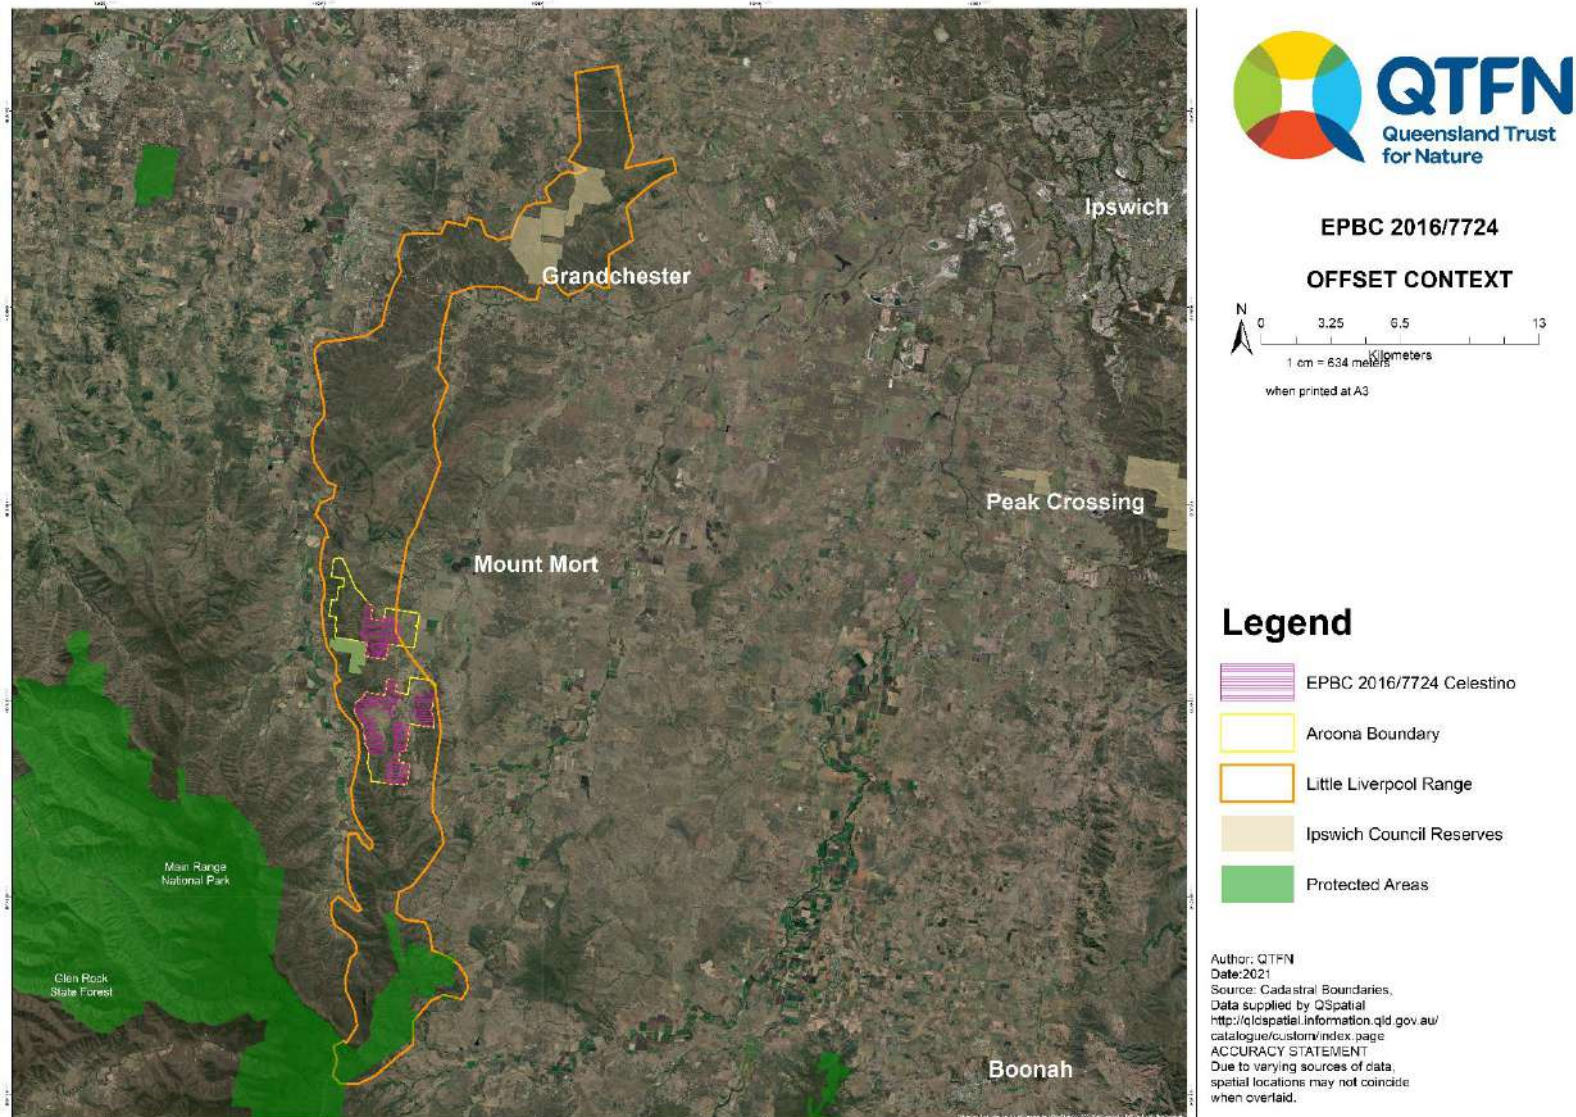 Ipswich
Grandchester
Peak Crossing
Mount Mort
Main Range
National Park
Glen Rock
State Forest
Boonah
QTFN
Queensland Trust
for Nature
EPBC 2016/7724
OFFSET CONTEXT
N
0 3.25 6.5 13
Kilometers
1 cm = 634 meters
when printed at A3
Legend
EPBC 2016/7724 Celestino
Aroona Boundary
Little Liverpool Range
Ipswich Council Reserves
Protected Areas
Author: QTFN
Date:2021
Source: Cadastral Boundaries,
Data supplied by QSpatial
http://qldspatial.information.qld.gov.au/
catalogue/custom/index.page
ACCURACY STATEMENT
Due to varying sources of data,
spatial locations may not coincide
when overlaid.